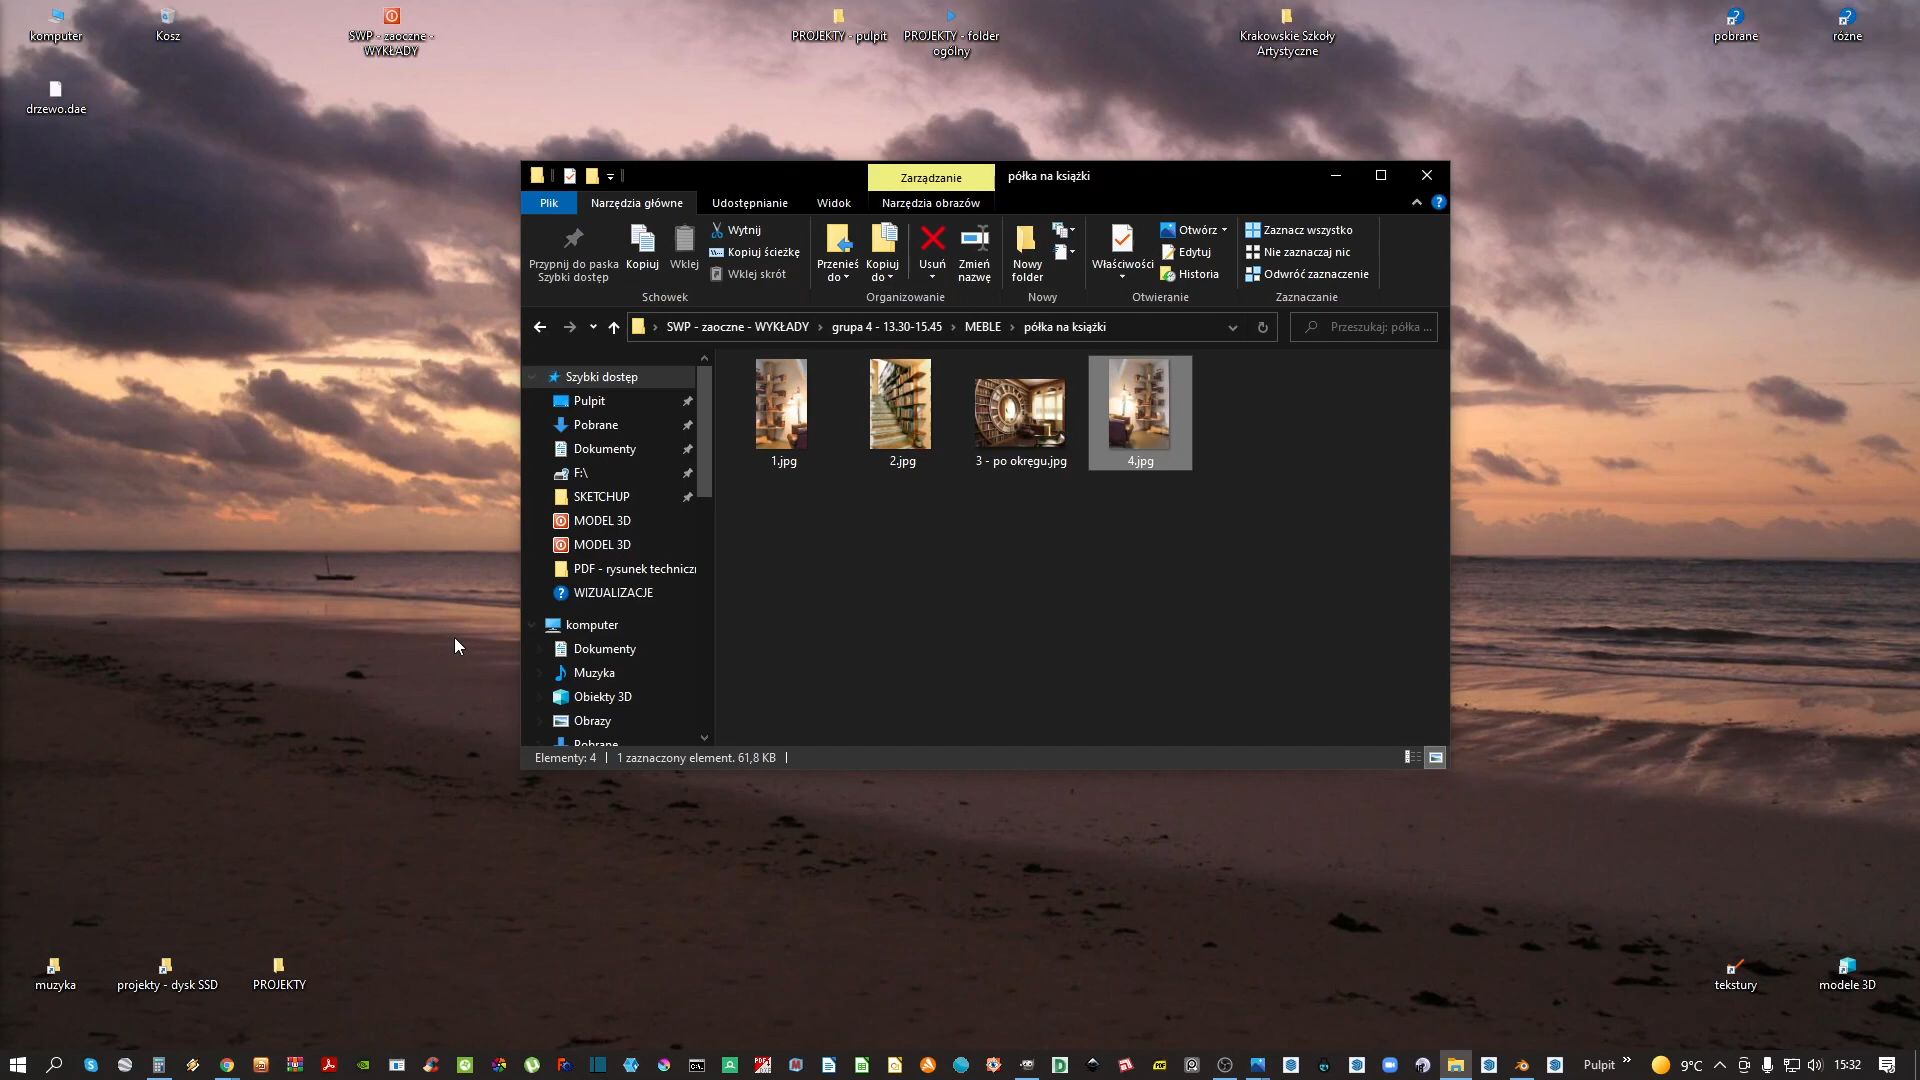 komputer
Kosz
SWP - zaoczne -
WYKŁADY
PROJEKTY - pulpit
PROJEKTY - folder
ogólny
Krakowskie Szkoły
Artystyczne
pobrane
różne
drzewo.dae
Zarządzanie
półka na książki
Plik
Narzędzia główne
Udostępnianie
Widok
Narzędzia obrazów
Przypnij do paska
Szybki dostęp
Kopiuj
Wklej
Wytnij
Kopiuj ścieżkę
Wklej skrót
Schowek
Przenieś
do
Kopiuj
do
Usuń
Zmień
nazwę
Organizowanie
Nowy
folder
Nowy
Właściwości
Otwórz
Edytuj
Historia
Otwieranie
Zaznacz wszystko
Nie zaznaczaj nic
Odwróć zaznaczenie
Zaznaczanie
SWP - zaoczne - WYKŁADY
grupa 4 - 13.30-15.45
MEBLE
półka na książki
Przeszukaj: półka ...
Szybki dostęp
Pulpit
Pobrane
Dokumenty
F:\
SKETCHUP
MODEL 3D
MODEL 3D
PDF - rysunek technicz
WIZUALIZACJE
komputer
Dokumenty
Muzyka
Obiekty 3D
Obrazy
Pobrane
1.jpg
2.jpg
3 - po okręgu.jpg
4.jpg
Elementy: 4
1 zaznaczony element. 61,8 KB
muzyka
projekty - dysk SSD
PROJEKTY
tekstury
modele 3D
Pulpit
9°C
15:32